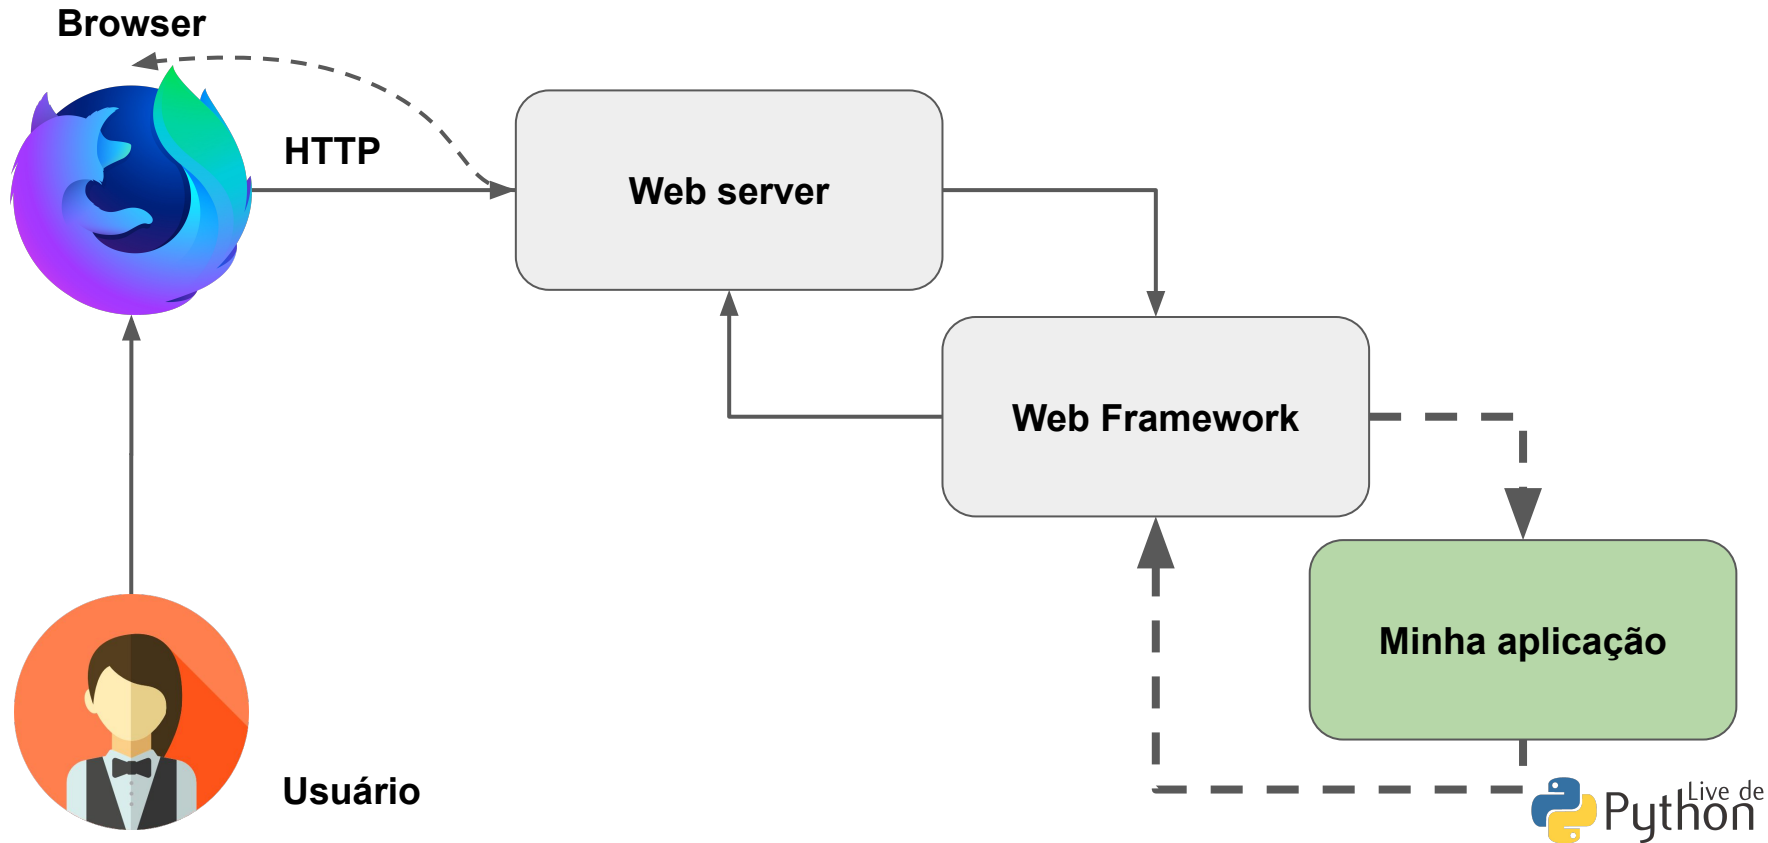 Browser
HTTP
Web server
Web Framework
Minha aplicação
Usuário
Live de
Python